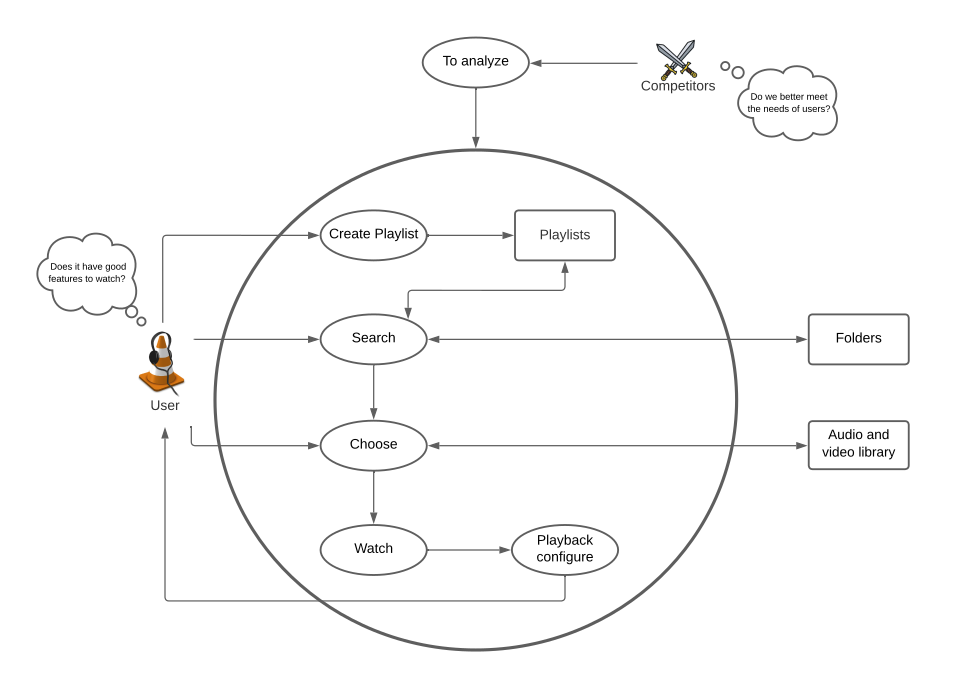 To analyze
Competitors
Do we better meet
the needs of users?
Create Playlist
Playlists
Does it have good
features to watch?
Search
Folders
User
Choose
Audio and
video library
Watch
Playback
configure